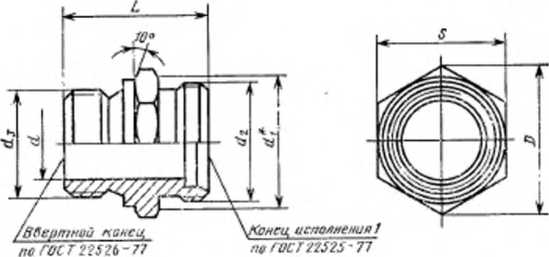 L
10°
S
d₃
d
d₂
d₁*
D
Ввертной конец
по ГОСТ 22526-77
Конец исполнения 1
по ГОСТ 22525-77